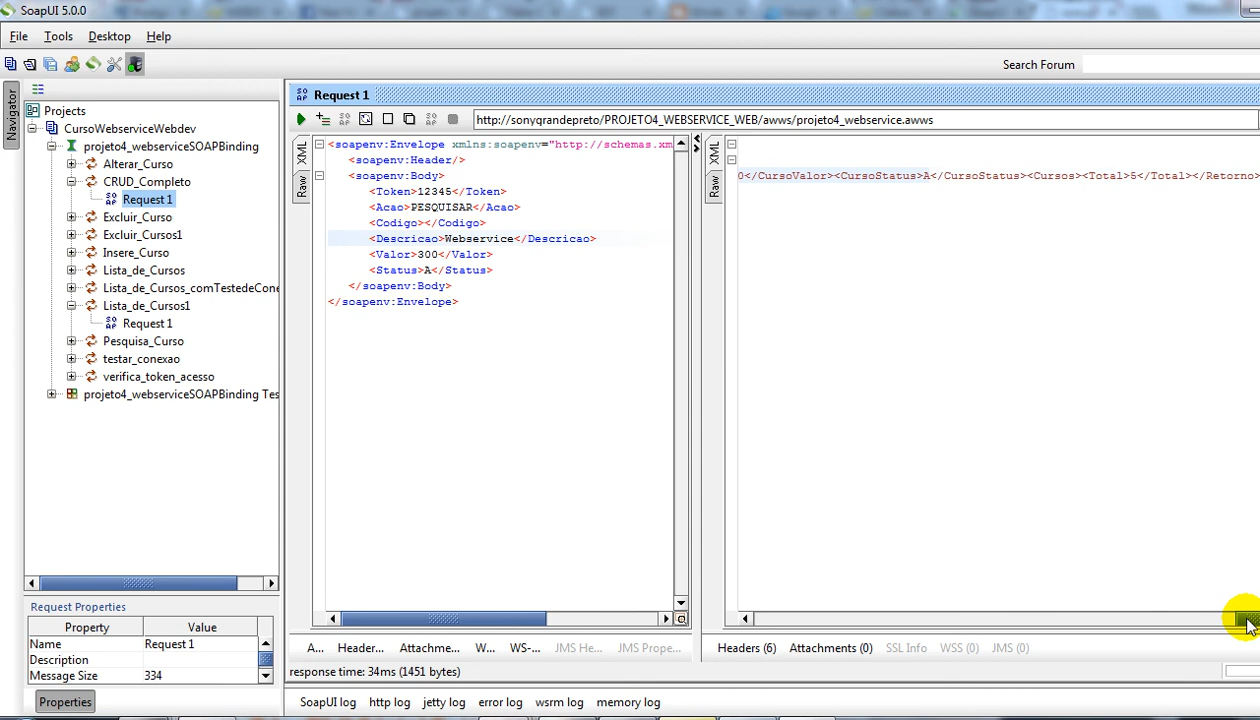 SoapUI 5.0.0
File Tools Desktop Help
Search Forum
Navigator
Projects
CursoWebserviceWebdev
projeto4_webserviceSOAPBinding
Alterar_Curso
CRUD_Completo
Request 1
Excluir_Curso
Excluir_Cursos1
Insere_Curso
Lista_de_Cursos
Lista_de_Cursos_comTestedeCone
Lista_de_Cursos1
Request 1
Pesquisa_Curso
testar_conexao
verifica_token_acesso
projeto4_webserviceSOAPBinding Tes
Request Properties
Property Value
Name Request 1
Description
Message Size 334
Properties
Request 1
http://sonyqrandepreto/PROJETO4_WEBSERVICE_WEB/awws/projeto4_webservice.awws
XML
Raw
<soapenv:Envelope xmlns:soapenv="http://schemas.xm
<soapenv:Header/>
<soapenv:Body>
<Token>12345</Token>
<Acao>PESQUISAR</Acao>
<Codigo></Codigo>
<Descricao>Webservice</Descricao>
<Valor>300</Valor>
<Status>A</Status>
</soapenv:Body>
</soapenv:Envelope>
XML
Raw
0</CursoValor><CursoStatus>A</CursoStatus><Cursos><Total>5</Total></Retorno>
A... Header... Attachme... W... WS-... JMS He... JMS Prope...
Headers (6) Attachments (0) SSL Info WSS (0) JMS (0)
response time: 34ms (1451 bytes)
SoapUI log http log jetty log error log wsrm log memory log